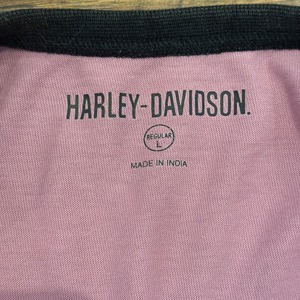 HARLEY-DAVIDSON.
REGULAR
L
MADE IN INDIA